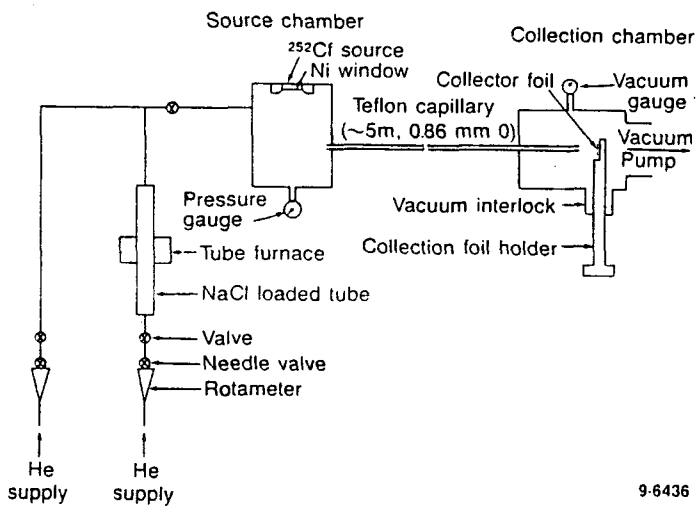 Source chamber
²⁵²Cf source
Ni window
Collection chamber
Collector foil
Vacuum
gauge
Teflon capillary
(~5m, 0.86 mm O)
Vacuum
Pump
Pressure
gauge
Vacuum interlock
Tube furnace
Collection foil holder
NaCl loaded tube
Valve
Needle valve
Rotameter
He
supply
He
supply
9-6436